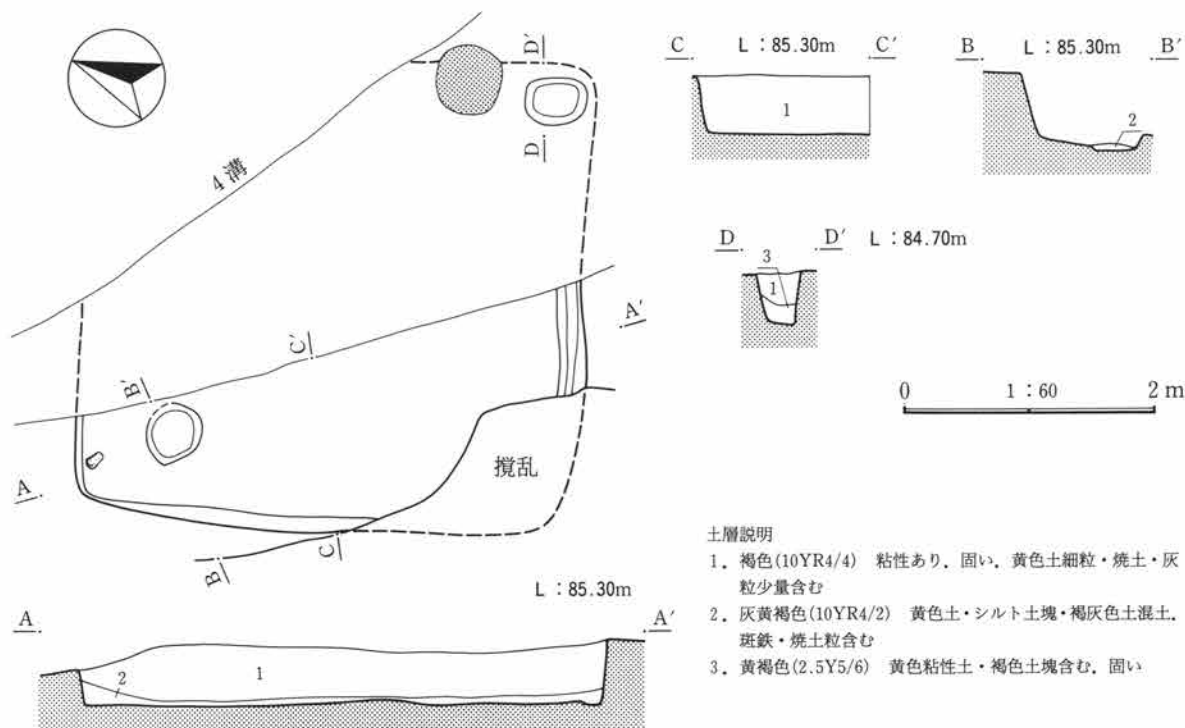 D′
D
4溝
A′
C′
B′
攪乱
A
C
B
C L：85.30m C′
1
B L：85.30m B′
2
D D′ L：84.70m
3
1
0 1：60 2m
L：85.30m
A A′
1
2
土層説明
1．褐色(10YR4/4) 粘性あり，固い，黄色土細粒・焼土・灰
粒少量含む
2．灰黄褐色(10YR4/2) 黄色土・シルト土塊・褐灰色土混土，
斑鉄・焼土粒含む
3．黄褐色(2.5Y5/6) 黄色粘性土・褐色土塊含む，固い